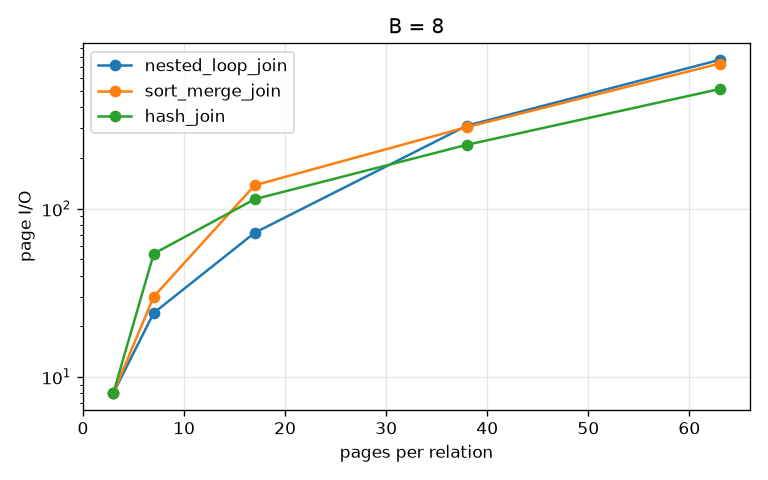 B = 8
nested_loop_join
sort_merge_join
hash_join
page I/O
10²
10¹
0 10 20 30 40 50 60
pages per relation